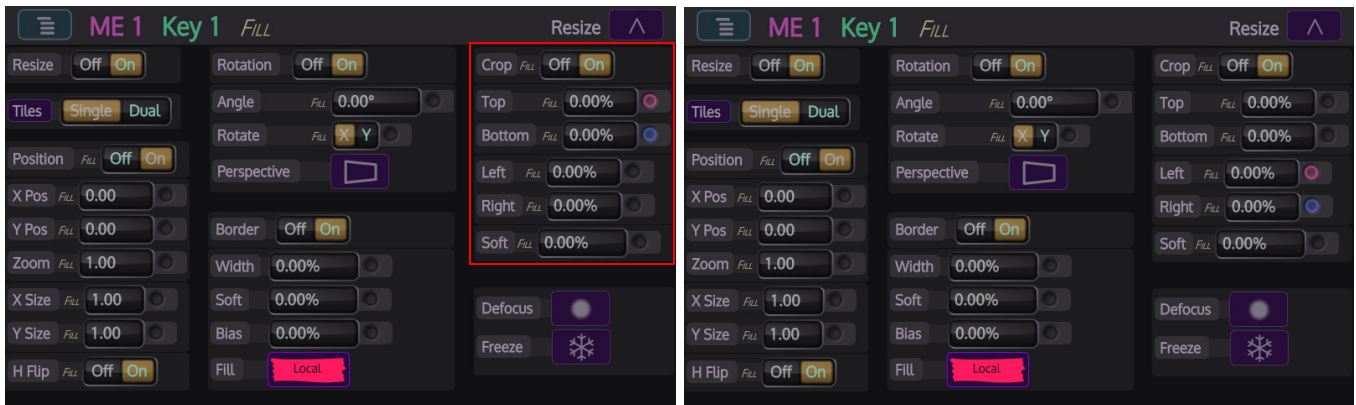 ME 1 Key 1 FILL Resize
Resize Off On
Tiles Single Dual
Position FILL Off On
X Pos FILL 0.00
Y Pos FILL 0.00
Zoom FILL 1.00
X Size FILL 1.00
Y Size FILL 1.00
H Flip FILL Off On
Rotation Off On
Angle FILL 0.00°
Rotate FILL X Y
Perspective
Border Off On
Width 0.00%
Soft 0.00%
Bias 0.00%
Fill Local
Crop FILL Off On
Top FILL 0.00%
Bottom FILL 0.00%
Left FILL 0.00%
Right FILL 0.00%
Soft FILL 0.00%
Defocus
Freeze
ME 1 Key 1 FILL Resize
Resize Off On
Tiles Single Dual
Position FILL Off On
X Pos FILL 0.00
Y Pos FILL 0.00
Zoom FILL 1.00
X Size FILL 1.00
Y Size FILL 1.00
H Flip FILL Off On
Rotation Off On
Angle FILL 0.00°
Rotate FILL X Y
Perspective
Border Off On
Width 0.00%
Soft 0.00%
Bias 0.00%
Fill Local
Crop FILL Off On
Top FILL 0.00%
Bottom FILL 0.00%
Left FILL 0.00%
Right FILL 0.00%
Soft FILL 0.00%
Defocus
Freeze